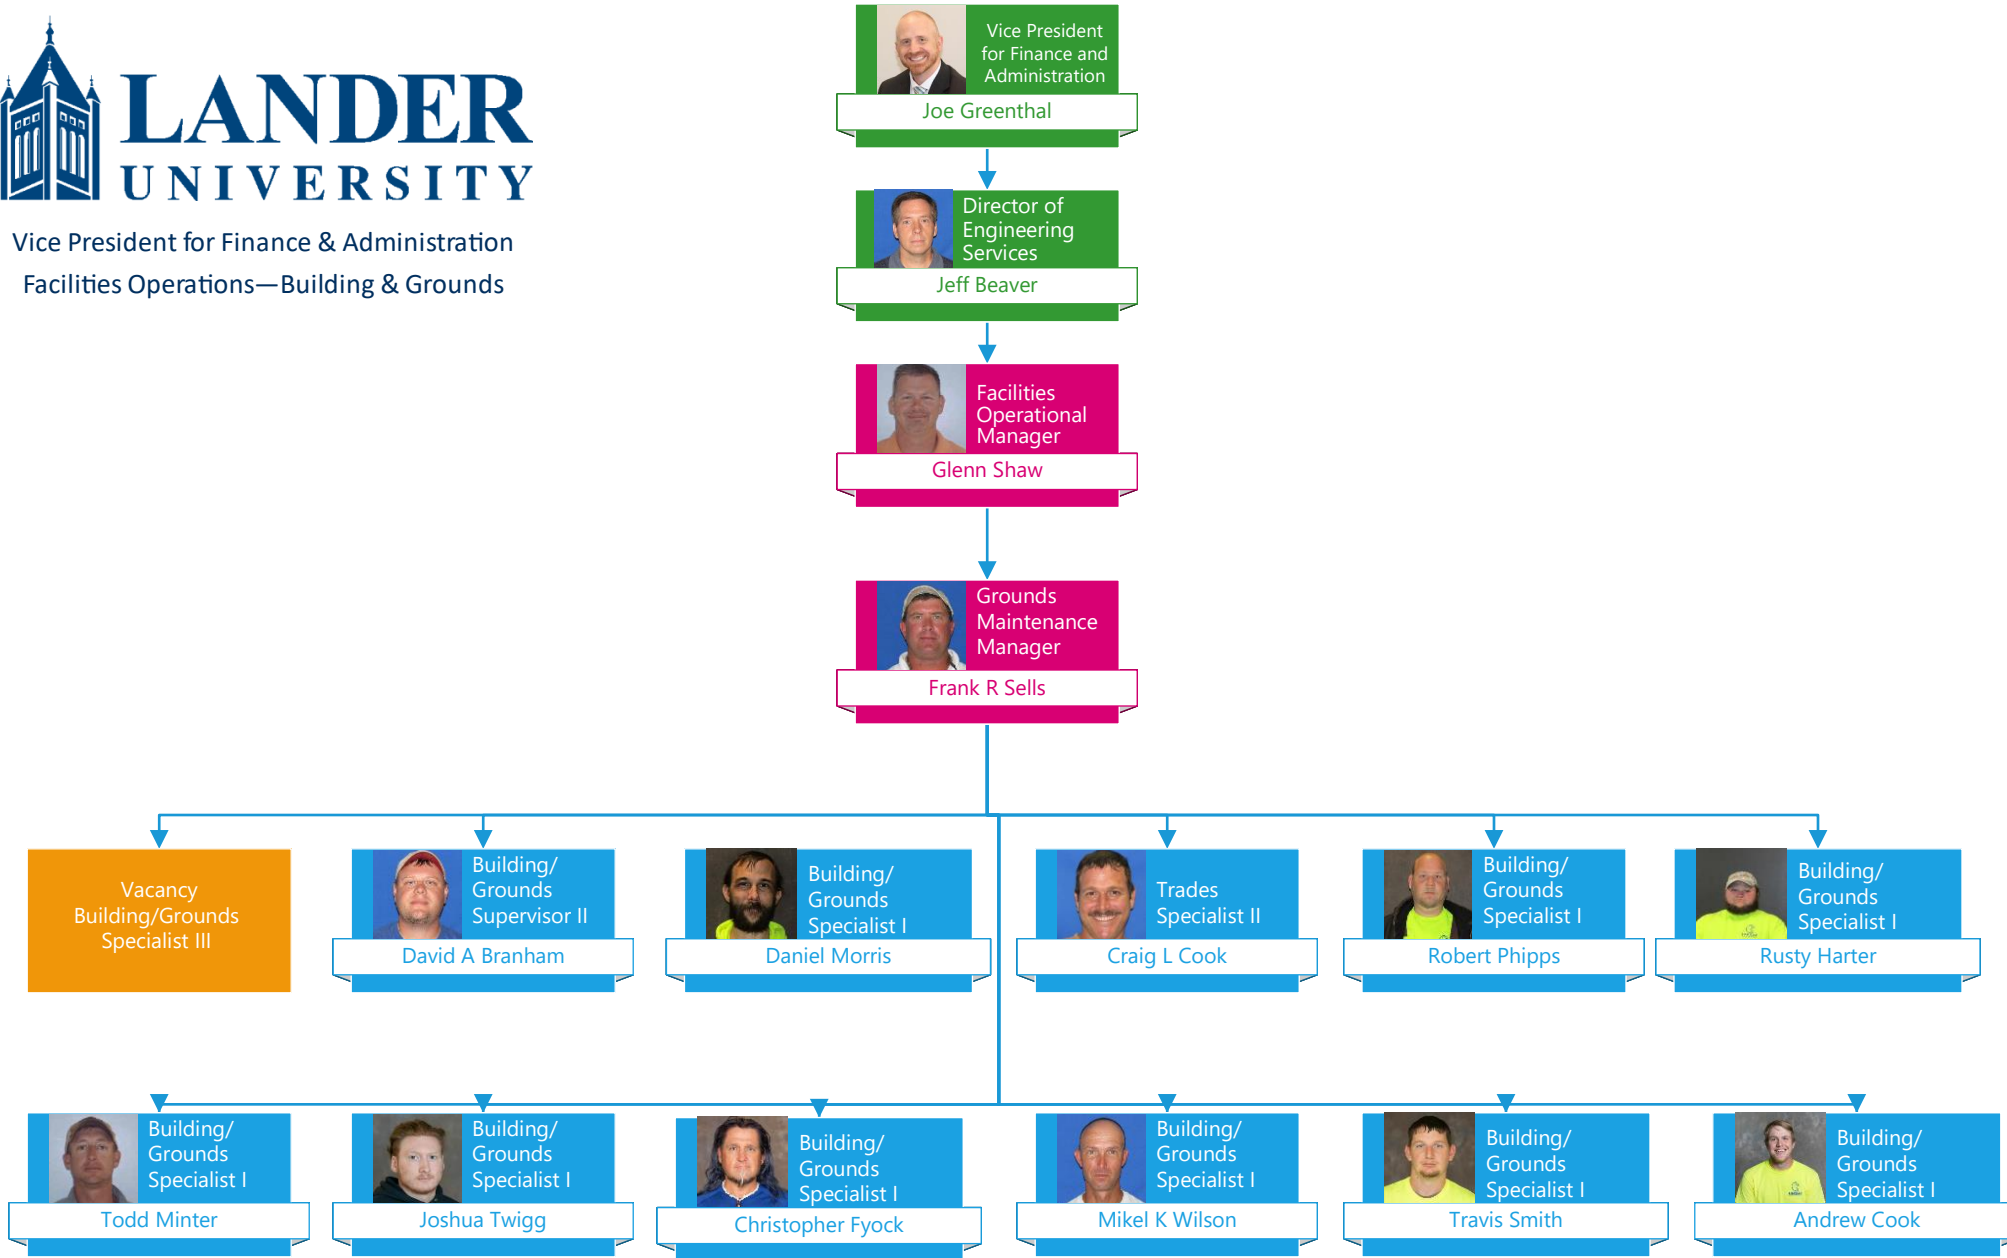 LANDER
UNIVERSITY
Vice President for Finance & Administration
Facilities Operations—Building & Grounds
Vice President
for Finance and
Administration
Joe Greenthal
Director of
Engineering
Services
Jeff Beaver
Facilities
Operational
Manager
Glenn Shaw
Grounds
Maintenance
Manager
Frank R Sells
Vacancy
Building/Grounds
Specialist III
Building/
Grounds
Supervisor II
David A Branham
Building/
Grounds
Specialist I
Daniel Morris
Trades
Specialist II
Craig L Cook
Building/
Grounds
Specialist I
Robert Phipps
Building/
Grounds
Specialist I
Rusty Harter
Building/
Grounds
Specialist I
Todd Minter
Building/
Grounds
Specialist I
Joshua Twigg
Building/
Grounds
Specialist I
Christopher Fyock
Building/
Grounds
Specialist I
Mikel K Wilson
Building/
Grounds
Specialist I
Travis Smith
Building/
Grounds
Specialist I
Andrew Cook